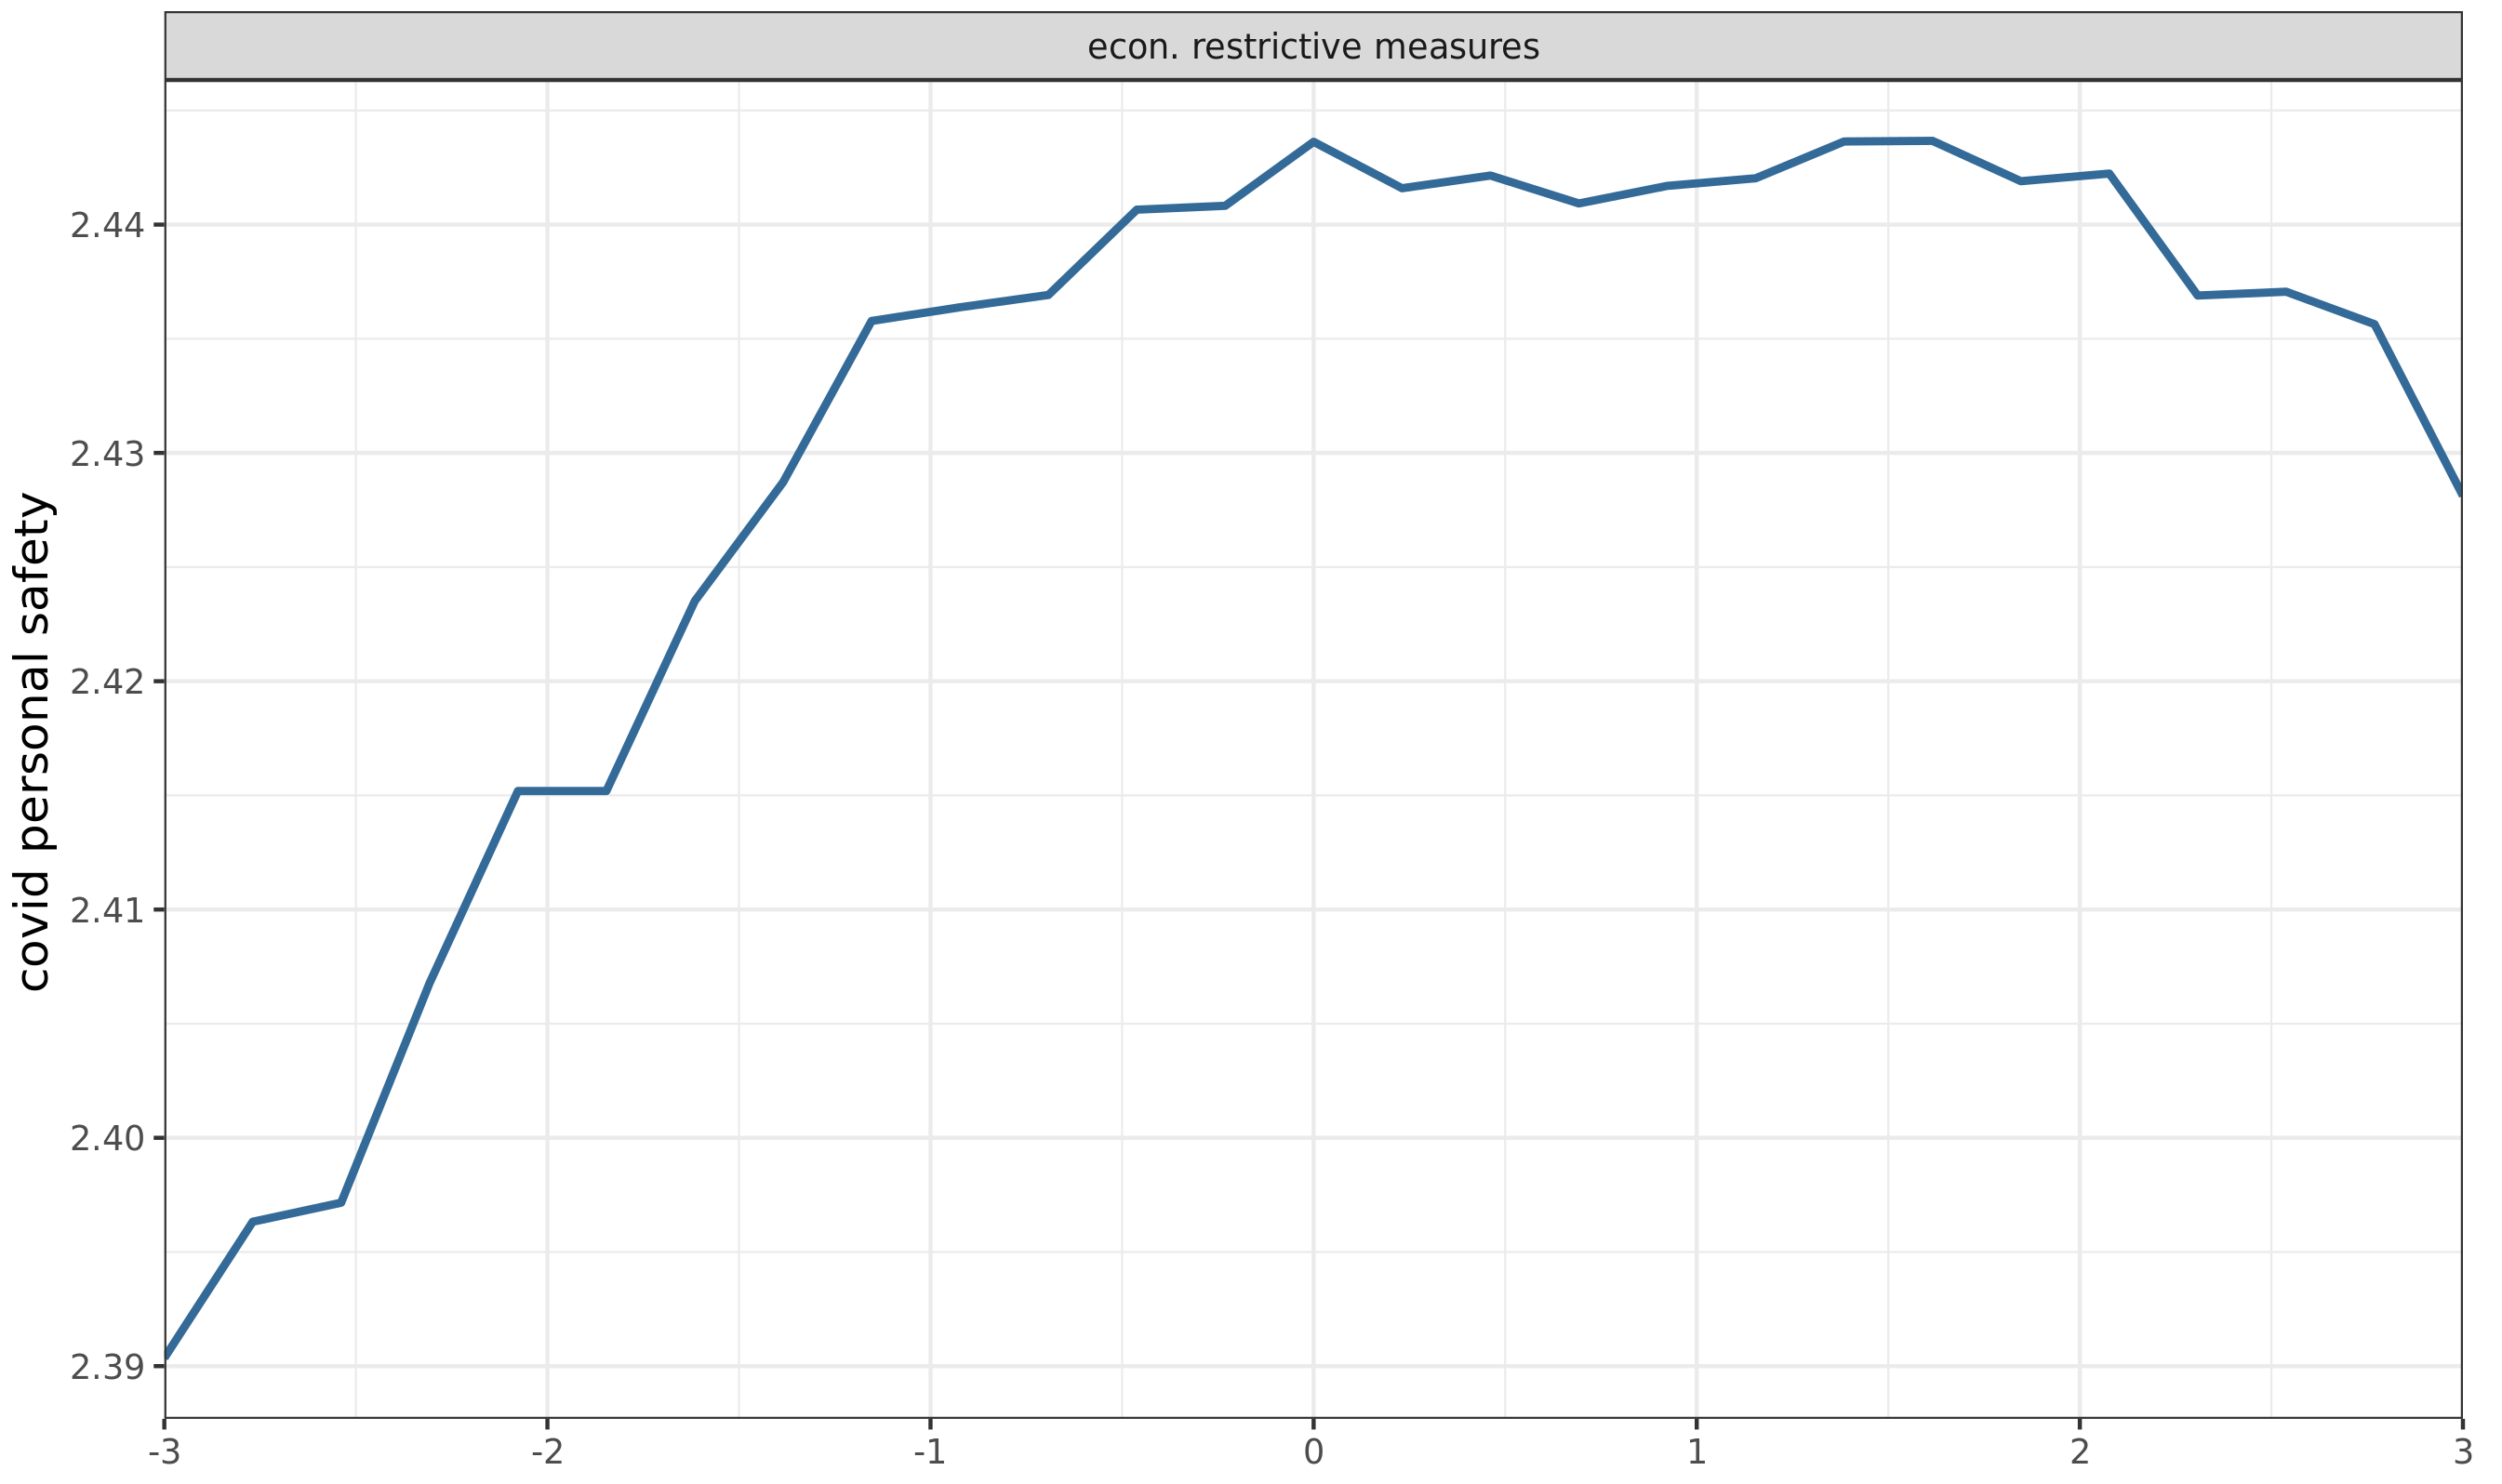 econ. restrictive measures
covid personal safety
2.44
2.43
2.42
2.41
2.40
2.39
-3 -2 -1 0 1 2 3